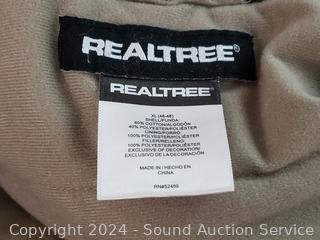 REALTREE®
REALTREE®
XL (46-48)
SHELL/FUNDA:
60% COTTON/ALGODÓN
40% POLYESTER/POLIÉSTER
LINING/FORRO:
100% POLYESTER/POLIÉSTER
FILLER/RELLENO:
100% POLYESTER/POLIÉSTER
EXCLUSIVE OF DECORATION/
EXCLUSIVO DE LA DECORACIÓN
MADE IN / HECHO EN
CHINA
RN#52469
Copyright 2024 - Sound Auction Service